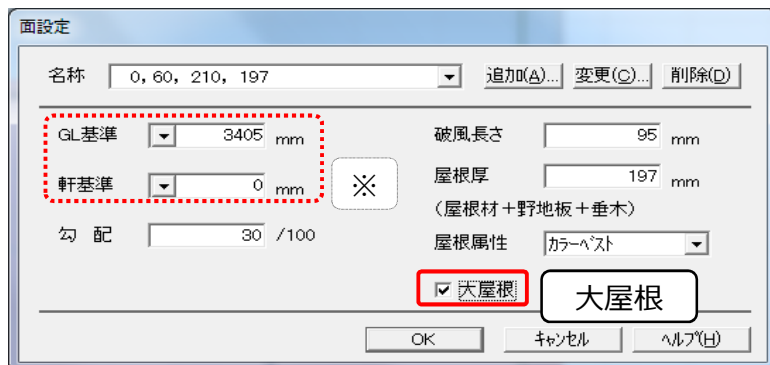 面設定
名称 0, 60, 210, 197 追加(A)... 変更(C)... 削除(D)
GL基準 3405 mm 破風長さ 95 mm
軒基準 0 mm ※ 屋根厚 197 mm
(屋根材+野地板+垂木)
勾 配 30 /100 屋根属性 カラーベスト
大屋根 大屋根
OK キャンセル ヘルプ(H)